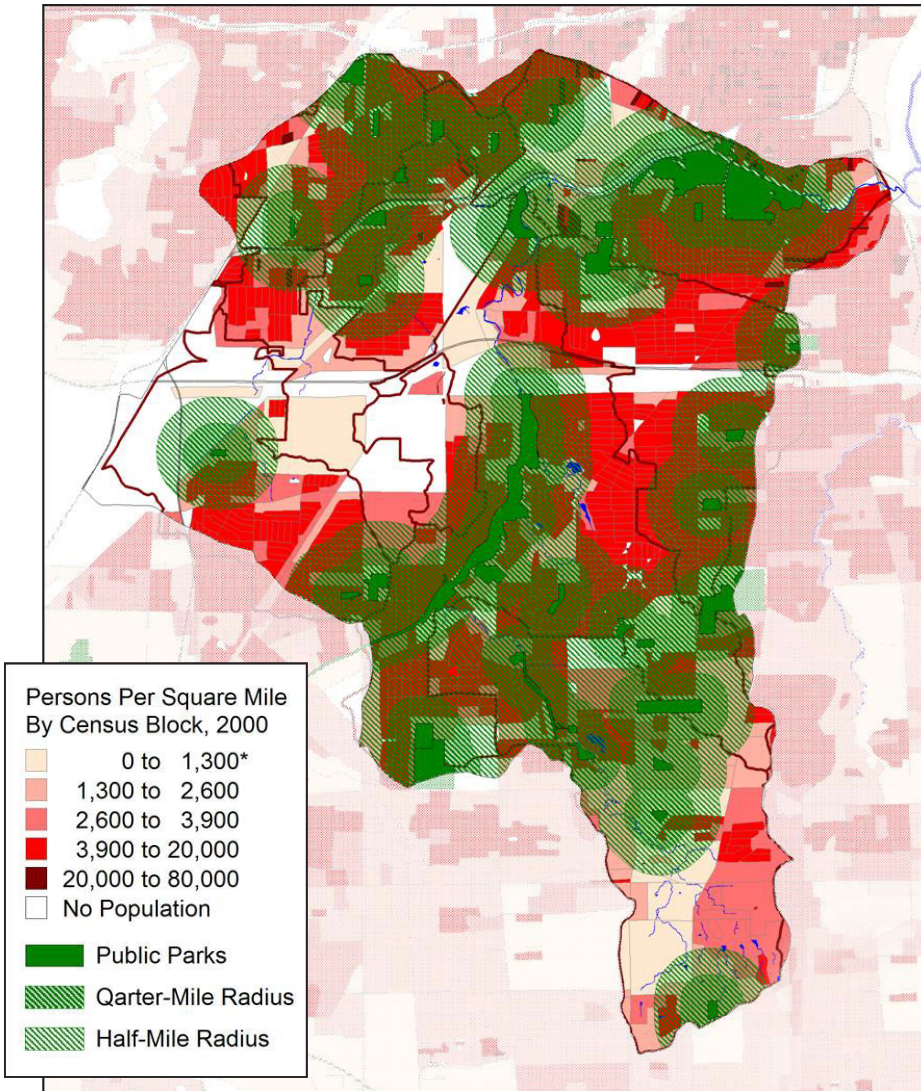 Persons Per Square Mile
By Census Block, 2000
0 to 1,300*
1,300 to 2,600
2,600 to 3,900
3,900 to 20,000
20,000 to 80,000
No Population
Public Parks
Qarter-Mile Radius
Half-Mile Radius